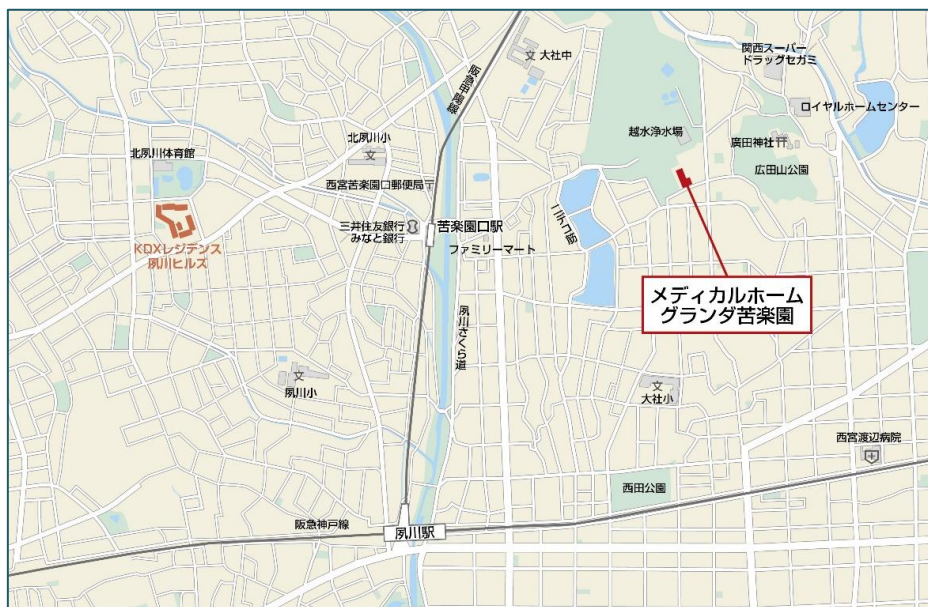 大社中
阪急甲陽線
関西スーパー
ドラッグセガミ
ロイヤルホームセンター
越水浄水場
廣田神社
広田山公園
北夙川小
文
北夙川体育館
西宮苦楽園口郵便局〒
三井住友銀行
みなと銀行
苦楽園口駅
ファミリーマート
ニテコ池
KDXレジデンス
夙川ヒルズ
メディカルホーム
グランダ苦楽園
夙川さくら道
文
夙川小
文
大社小
西宮渡辺病院
西田公園
阪急神戸線
夙川駅
文